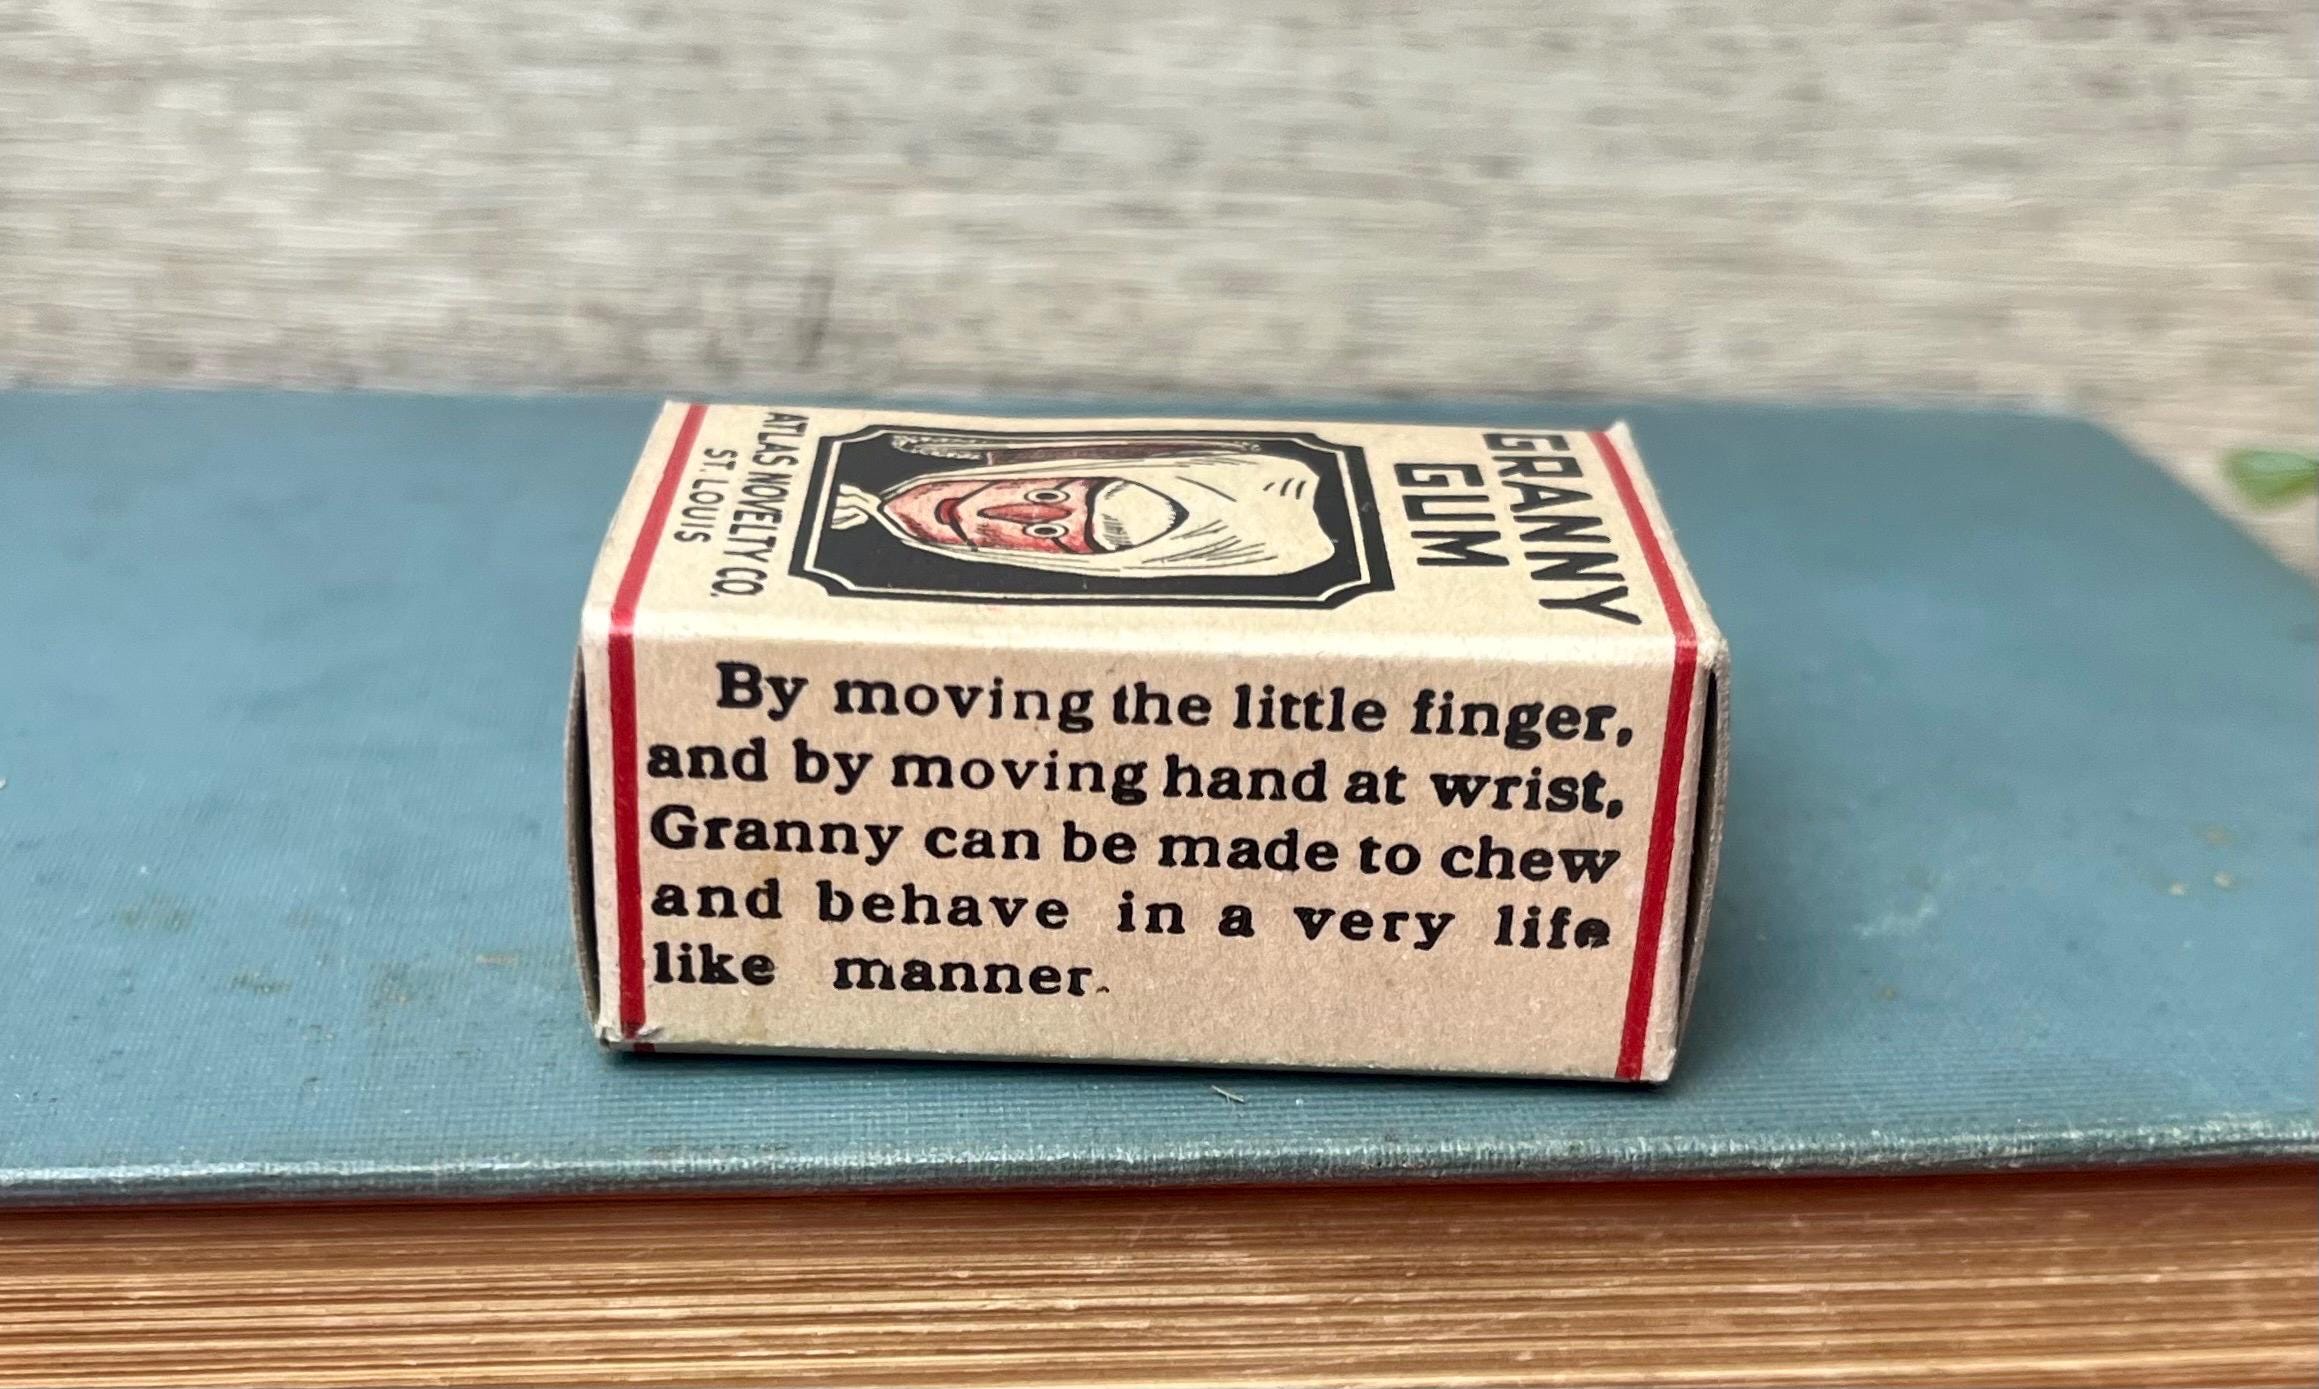 GRANNY
GUM
ATLAS NOVELTY CO.
ST. LOUIS
By moving the little finger,
and by moving hand at wrist,
Granny can be made to chew
and behave in a very life
like manner.